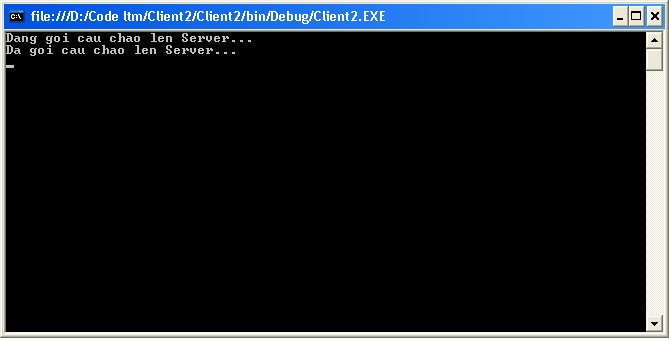 file:///D:/Code ltm/Client2/Client2/bin/Debug/Client2.EXE
Dang goi cau chao len Server...
Da goi cau chao len Server...